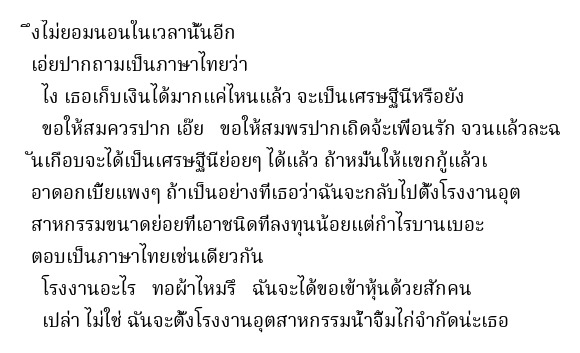 ึงไม่ยอมนอนในเวลานั้นอีก
เอ่ยปากถามเป็นภาษาไทยว่า
ไง เธอเก็บเงินได้มากแค่ไหนแล้ว จะเป็นเศรษฐีนีหรือยัง
ขอให้สมควรปาก เอ๊ย ขอให้สมพรปากเถิดจ้ะเพื่อนรัก จวนแล้วละฉ
ันเกือบจะได้เป็นเศรษฐีนีย่อยๆ ได้แล้ว ถ้าหมั่นให้แขกกู้แล้วเ
อาดอกเบี้ยแพงๆ ถ้าเป็นอย่างที่เธอว่าฉันจะกลับไปตั้งโรงงานอุต
สาหกรรมขนาดย่อยที่เอาชนิดที่ลงทุนน้อยแต่กำไรบานเบอะ
ตอบเป็นภาษาไทยเช่นเดียวกัน
โรงงานอะไร ทอผ้าไหมรึ ฉันจะได้ขอเข้าหุ้นด้วยสักคน
เปล่า ไม่ใช่ ฉันจะตั้งโรงงานอุตสาหกรรมน้ำจิ้มไก่จำกัดน่ะเธอ